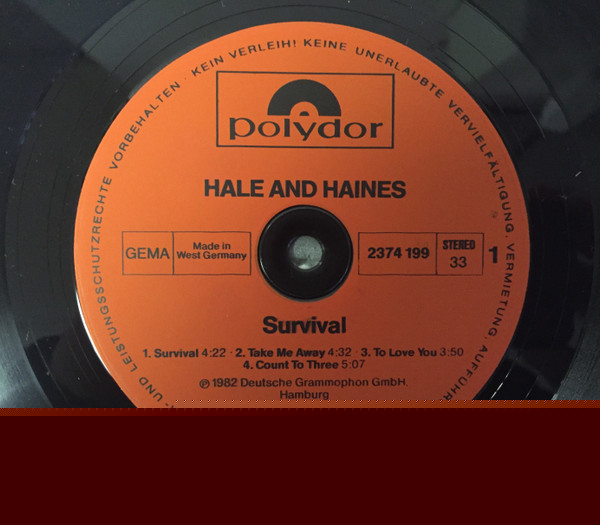 UND LEISTUNGSSCHUTZRECHTE VORBEHALTEN · KEIN VERLEIH! KEINE UNERLAUBTE VERVIELFÄLTIGUNG, VERMIETUNG,
polydor
HALE AND HAINES
GEMA Made in West Germany 2374 199 STEREO 33 1
Survival
1. Survival 4:22 · 2. Take Me Away 4:32 · 3. To Love You 3:50
4. Count To Three 5:07
℗ 1982 Deutsche Grammophon GmbH,
Hamburg